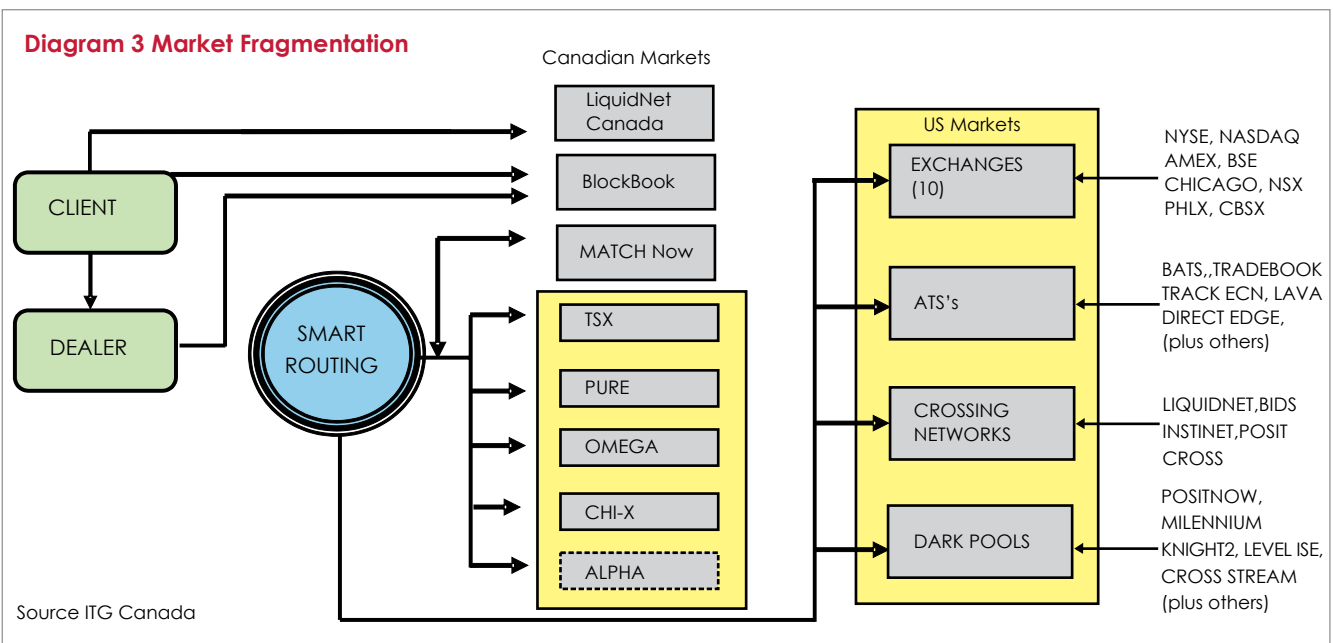 Diagram 3 Market Fragmentation
Canadian Markets
LiquidNet
Canada
BlockBook
MATCH Now
TSX
PURE
OMEGA
CHI-X
ALPHA
CLIENT
DEALER
SMART
ROUTING
US Markets
EXCHANGES
(10)
ATS's
CROSSING
NETWORKS
DARK POOLS
NYSE, NASDAQ
AMEX, BSE
CHICAGO, NSX
PHLX, CBSX
BATS,,TRADEBOOK
TRACK ECN, LAVA
DIRECT EDGE,
(plus others)
LIQUIDNET,BIDS
INSTINET,POSIT
CROSS
POSITNOW,
MILENNIUM
KNIGHT2, LEVEL ISE,
CROSS STREAM
(plus others)
Source ITG Canada